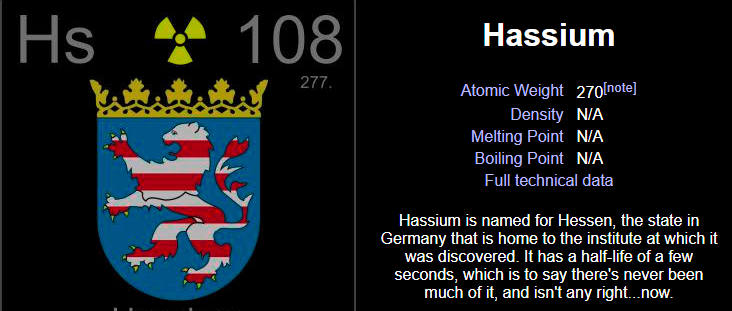 Hs 108
277.
Hassium
Atomic Weight 270[note]
Density N/A
Melting Point N/A
Boiling Point N/A
Full technical data
Hassium is named for Hessen, the state in
Germany that is home to the institute at which it
was discovered. It has a half-life of a few
seconds, which is to say there's never been
much of it, and isn't any right...now.